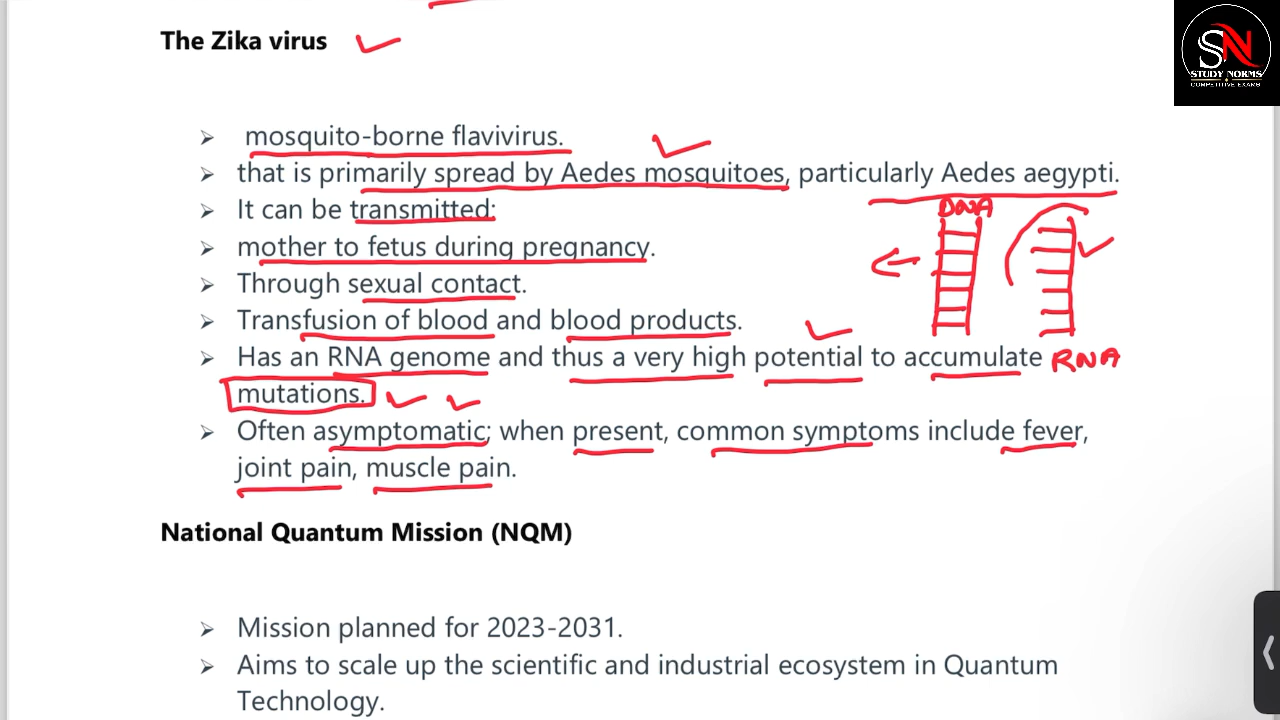 The Zika virus
SN
STUDY NORMS
COMPETITIVE EXAMS
➢ mosquito-borne flavivirus.
➢ that is primarily spread by Aedes mosquitoes, particularly Aedes aegypti.
➢ It can be transmitted:
DNA
➢ mother to fetus during pregnancy.
➢ Through sexual contact.
➢ Transfusion of blood and blood products.
➢ Has an RNA genome and thus a very high potential to accumulate
RNA
mutations.
➢ Often asymptomatic; when present, common symptoms include fever,
joint pain, muscle pain.
National Quantum Mission (NQM)
➢ Mission planned for 2023-2031.
➢ Aims to scale up the scientific and industrial ecosystem in Quantum
Technology.